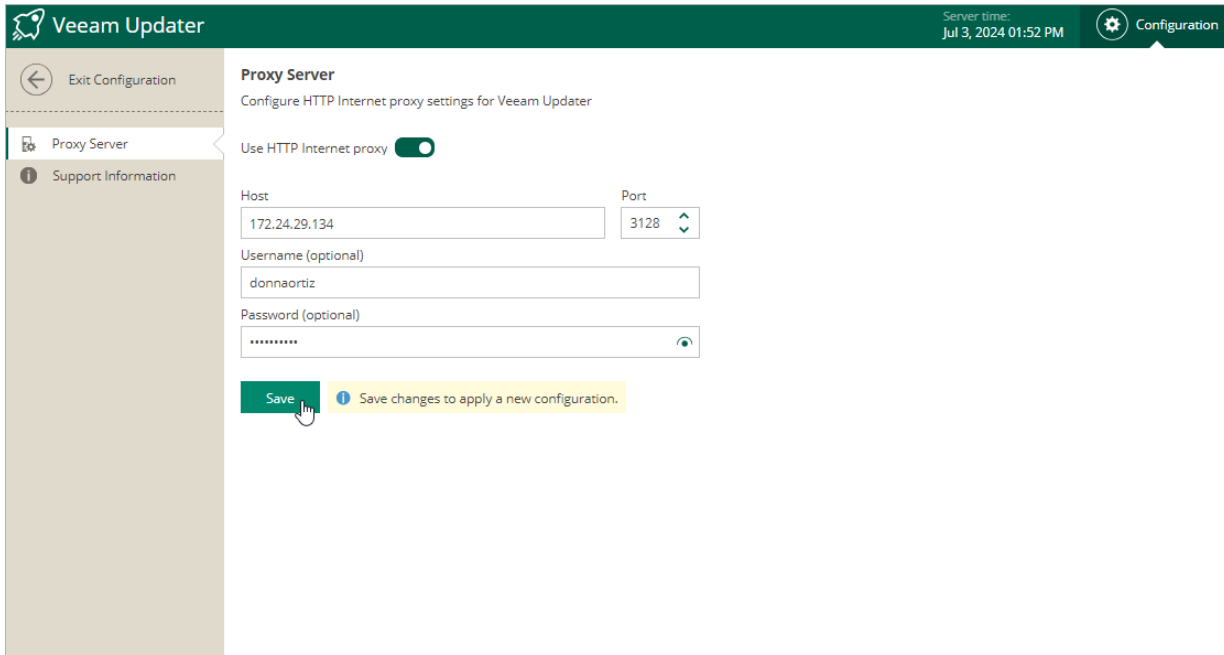 Veeam Updater
Server time:
Jul 3, 2024 01:52 PM
Configuration
Exit Configuration
Proxy Server
Support Information
Proxy Server
Configure HTTP Internet proxy settings for Veeam Updater
Use HTTP Internet proxy
Host
Port
172.24.29.134
3128
Username (optional)
donnaortiz
Password (optional)
••••••••••
Save
Save changes to apply a new configuration.